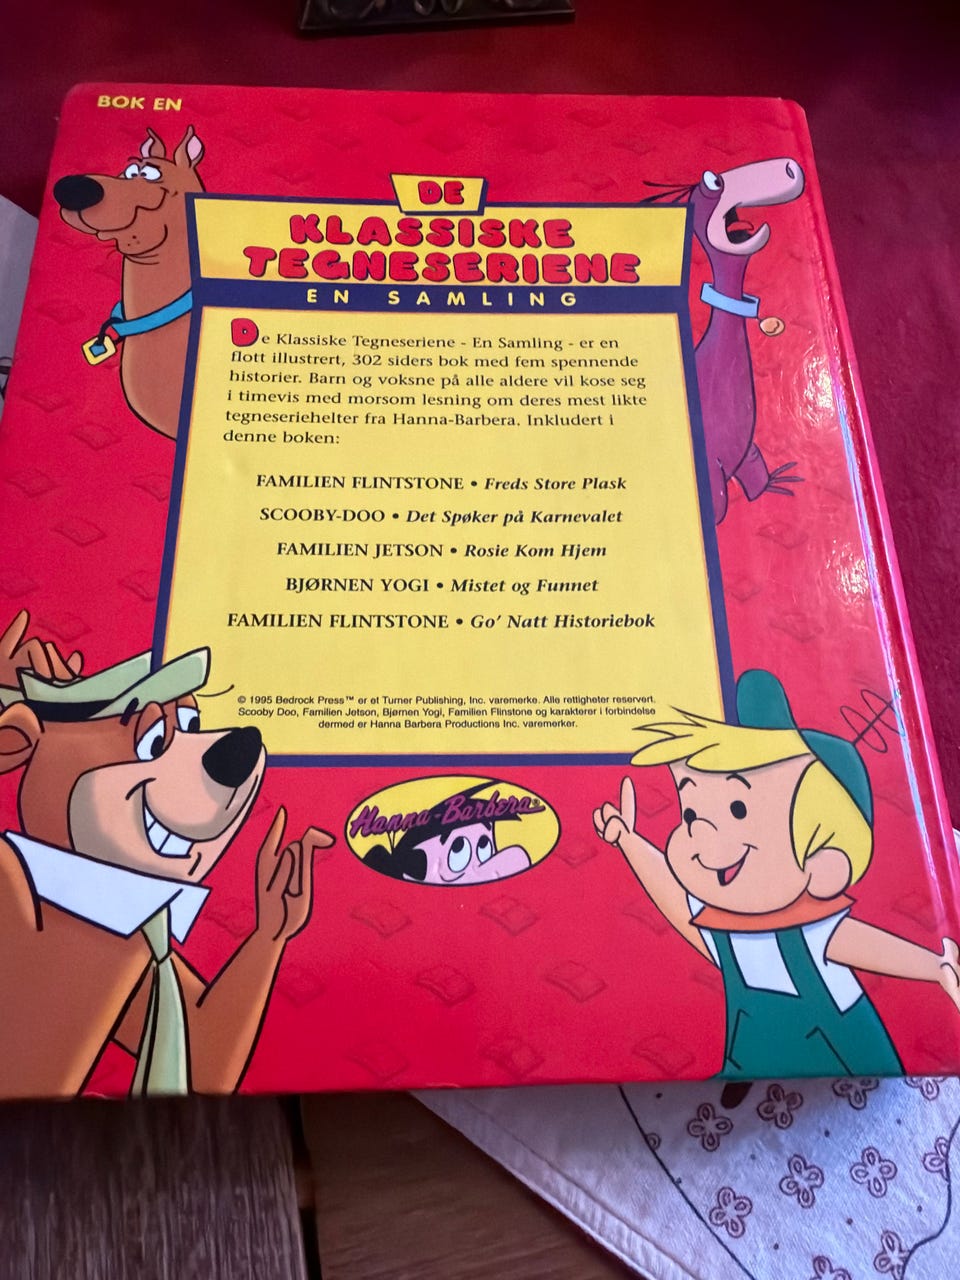 BOK EN
DE
KLASSISKE
TEGNESERIENE
EN SAMLING
De Klassiske Tegneseriene - En Samling - er en
flott illustrert, 302 siders bok med fem spennende
historier. Barn og voksne på alle aldere vil kose seg
i timevis med morsom lesning om deres mest likte
tegneseriehelter fra Hanna-Barbera. Inkludert i
denne boken:
FAMILIEN FLINTSTONE • Freds Store Plask
SCOOBY-DOO • Det Spøker på Karnevalet
FAMILIEN JETSON • Rosie Kom Hjem
BJØRNEN YOGI • Mistet og Funnet
FAMILIEN FLINTSTONE • Go' Natt Historiebok
© 1995 Bedrock Press™ er et Turner Publishing, Inc. varemerke. Alle rettigheter reservert.
Scooby Doo, Familien Jetson, Bjørnen Yogi, Familien Flinstone og karakterer i forbindelse
dermed er Hanna Barbera Productions Inc. varemerker.
Hanna-Barbera®